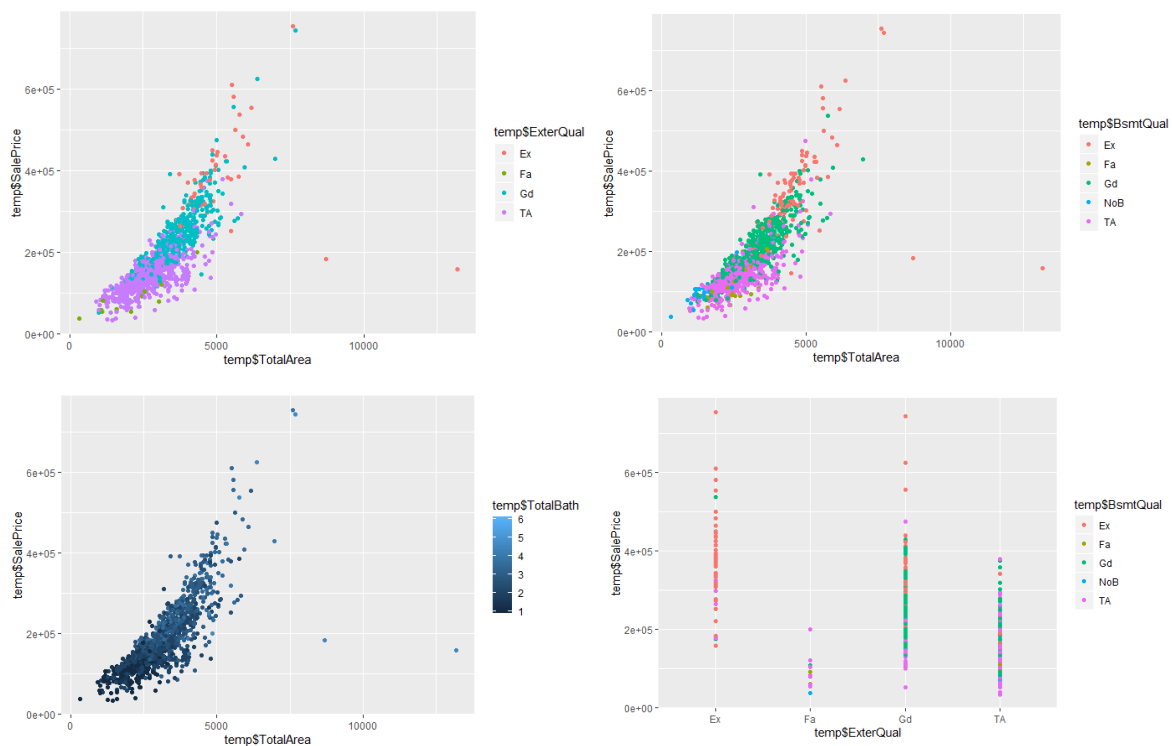 temp$SalePrice
6e+05
4e+05
2e+05
0e+00
0
5000
10000
temp$TotalArea
temp$ExterQual
Ex
Fa
Gd
TA
temp$SalePrice
6e+05
4e+05
2e+05
0e+00
0
5000
10000
temp$TotalArea
temp$BsmtQual
Ex
Fa
Gd
NoB
TA
temp$SalePrice
6e+05
4e+05
2e+05
0e+00
0
5000
10000
temp$TotalArea
temp$TotalBath
6
5
4
3
2
1
temp$SalePrice
6e+05
4e+05
2e+05
0e+00
Ex
Fa
Gd
TA
temp$ExterQual
temp$BsmtQual
Ex
Fa
Gd
NoB
TA